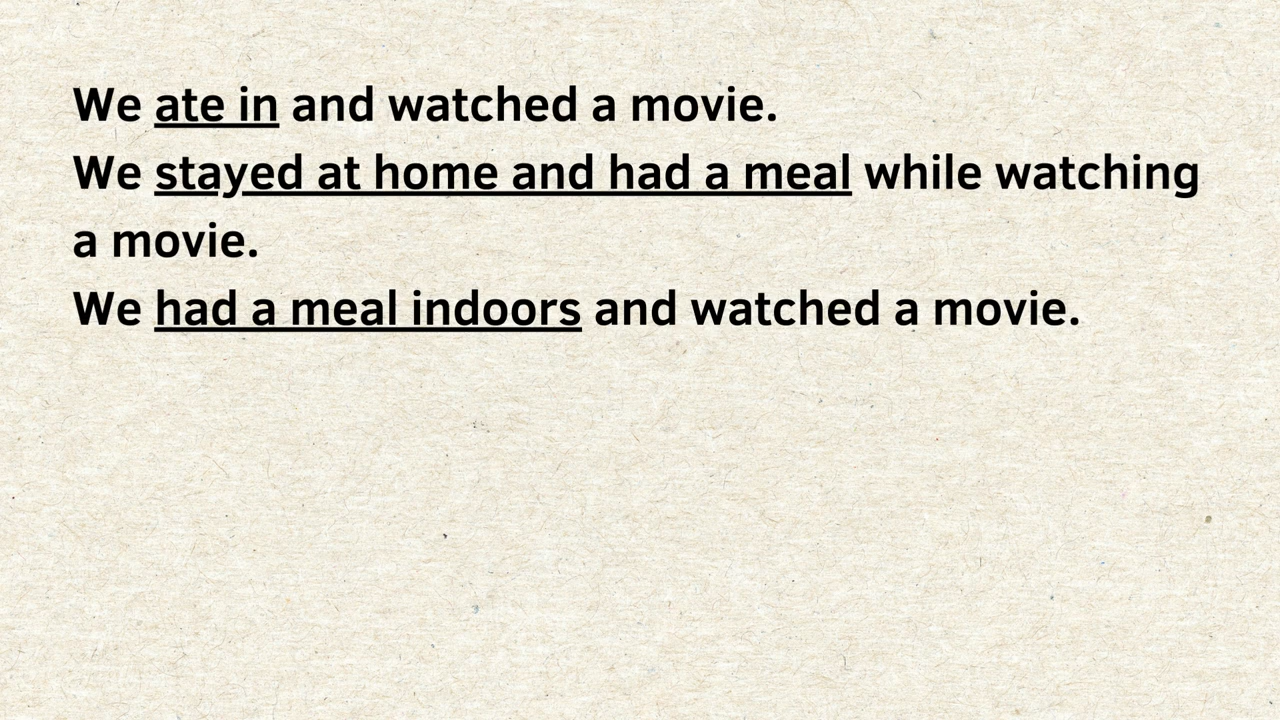 We ate in and watched a movie.
We stayed at home and had a meal while watching
a movie.
We had a meal indoors and watched a movie.